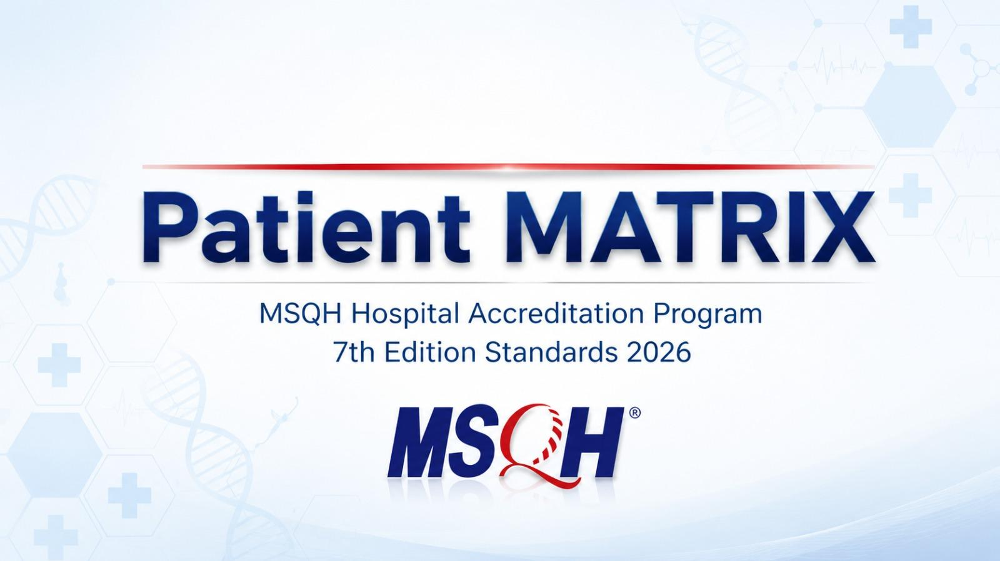 Patient MATRIX
MSQH Hospital Accreditation Program
7th Edition Standards 2026
MSQH®